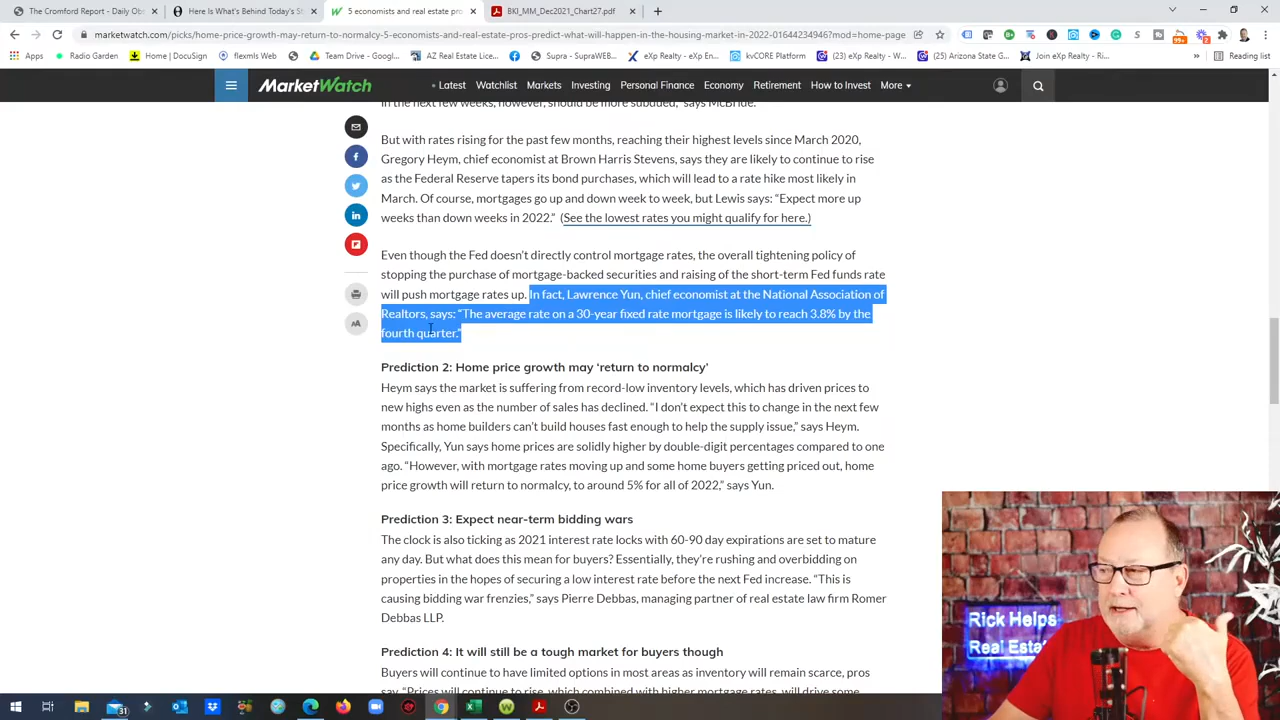 The Cromford Report - Daily Obs
Here Is What's Behind Today's St
5 economists and real estate pro
BKI_MM_Dec2021_Chart27.pdf
marketwatch.com/picks/home-price-growth-may-return-to-normalcy-5-economists-and-real-estate-pros-predict-what-will-happen-in-the-housing-market-in-2022-01644239464?mod=home-page
Apps
Radio Garden
Home | DocuSign
flexmls Web
Team Drive - Googl...
AZ Real Estate Lice...
Supra - SupraWEB...
eXp Realty - eXp En...
kvCORE Platform
(23) eXp Realty - W...
(23) Arizona State G...
Join eXp Realty - Ri...
Reading list
MarketWatch
Latest Watchlist Markets Investing Personal Finance Economy Retirement How to Invest More
in the next few weeks, however, should be more subdued," says McBride.
But with rates rising for the past few months, reaching their highest levels since March 2020,
Gregory Heym, chief economist at Brown Harris Stevens, says they are likely to continue to rise
as the Federal Reserve tapers its bond purchases, which will lead to a rate hike most likely in
March. Of course, mortgages go up and down week to week, but Lewis says: “Expect more up
weeks than down weeks in 2022.” (See the lowest rates you might qualify for here.)
Even though the Fed doesn’t directly control mortgage rates, the overall tightening policy of
stopping the purchase of mortgage-backed securities and raising of the short-term Fed funds rate
will push mortgage rates up. In fact, Lawrence Yun, chief economist at the National Association of
Realtors, says: “The average rate on a 30-year fixed rate mortgage is likely to reach 3.8% by the
fourth quarter.”
Prediction 2: Home price growth may ‘return to normalcy’
Heym says the market is suffering from record-low inventory levels, which has driven prices to
new highs even as the number of sales has declined. “I don’t expect this to change in the next few
months as home builders can’t build houses fast enough to help the supply issue,” says Heym.
Specifically, Yun says home prices are solidly higher by double-digit percentages compared to one
ago. “However, with mortgage rates moving up and some home buyers getting priced out, home
price growth will return to normalcy, to around 5% for all of 2022,” says Yun.
Prediction 3: Expect near-term bidding wars
The clock is also ticking as 2021 interest rate locks with 60-90 day expirations are set to mature
any day. But what does this mean for buyers? Essentially, they’re rushing and overbidding on
properties in the hopes of securing a low interest rate before the next Fed increase. “This is
causing bidding war frenzies,” says Pierre Debbas, managing partner of real estate law firm Romer
Debbas LLP.
Prediction 4: It will still be a tough market for buyers though
Buyers will continue to have limited options in most areas as inventory will remain scarce, pros
say. “Prices will continue to rise, which combined with higher mortgage rates, will drive some
Rick Helps
Real Estate